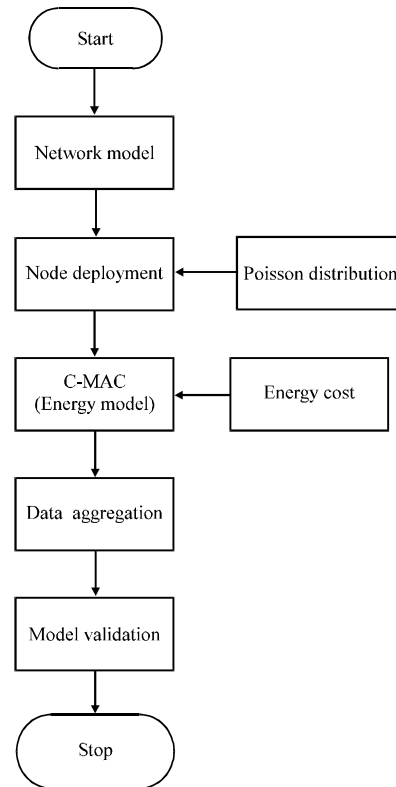 Start
Network model
Node deployment
Poisson distribution
C-MAC
(Energy model)
Energy cost
Data aggregation
Model validation
Stop